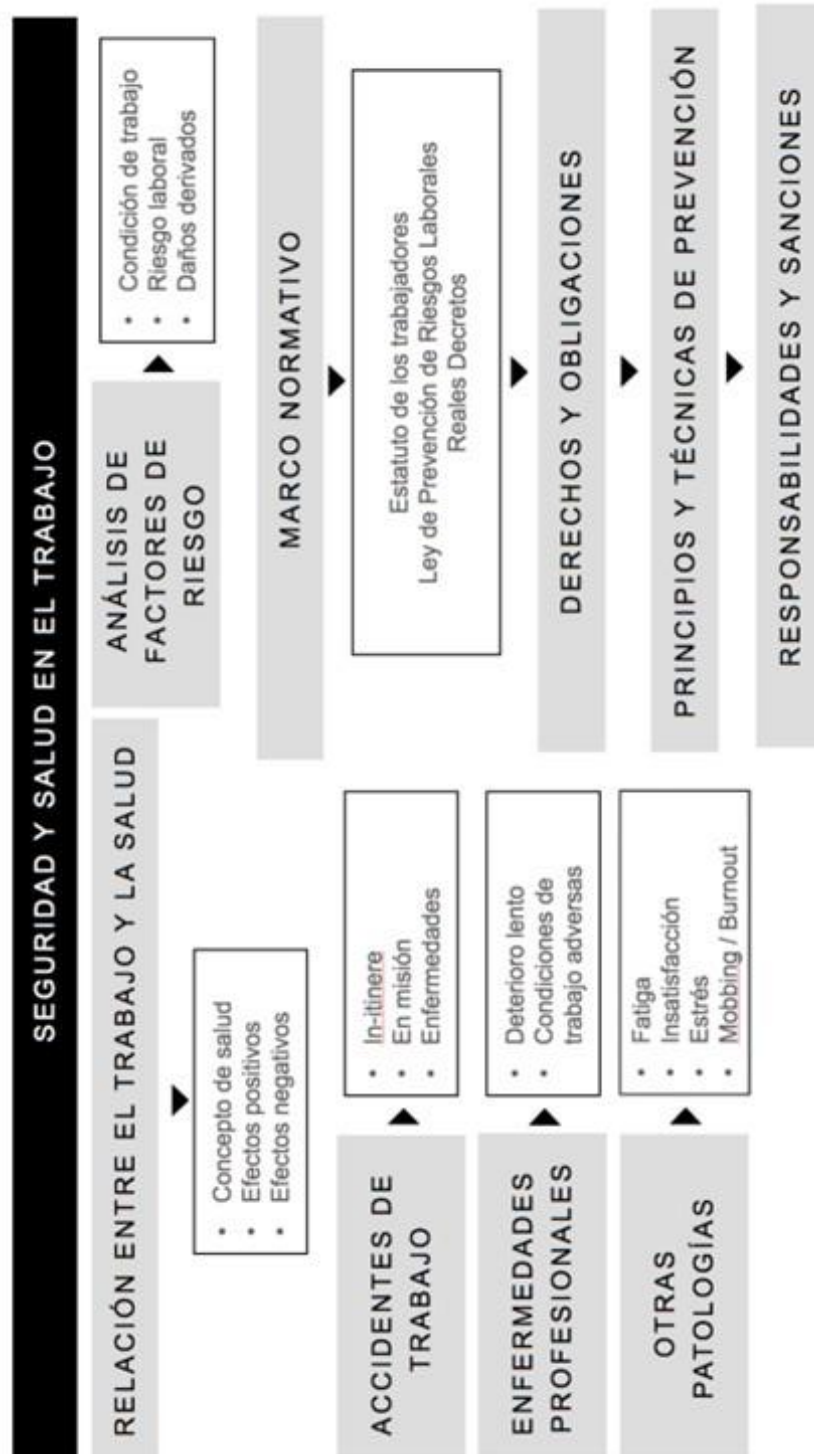 SEGURIDAD Y SALUD EN EL TRABAJO
RELACIÓN ENTRE EL TRABAJO Y LA SALUD
• Concepto de salud
• Efectos positivos
• Efectos negativos
ACCIDENTES DE
TRABAJO
• In-itinere
• En misión
• Enfermedades
ENFERMEDADES
PROFESIONALES
• Deterioro lento
• Condiciones de
trabajo adversas
OTRAS
PATOLOGÍAS
• Fatiga
• Insatisfacción
• Estrés
• Mobbing / Burnout
ANÁLISIS DE
FACTORES DE
RIESGO
• Condición de trabajo
• Riesgo laboral
• Daños derivados
MARCO NORMATIVO
Estatuto de los trabajadores
Ley de Prevención de Riesgos Laborales
Reales Decretos
DERECHOS Y OBLIGACIONES
PRINCIPIOS Y TÉCNICAS DE PREVENCIÓN
RESPONSABILIDADES Y SANCIONES